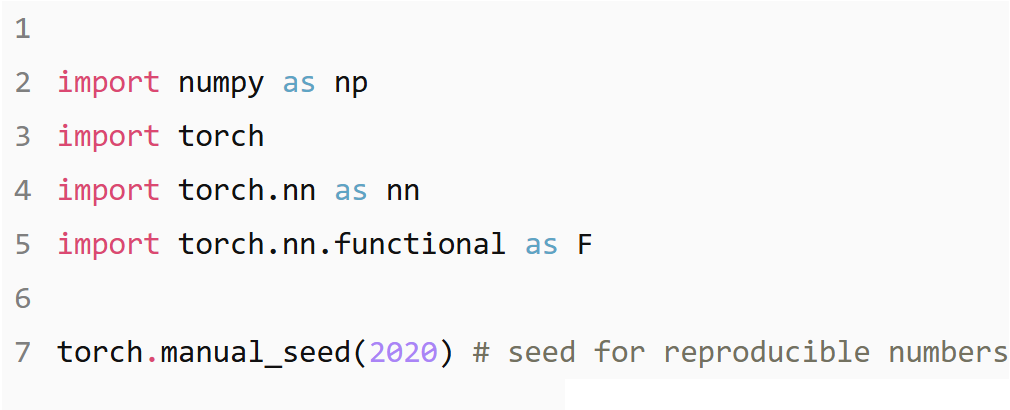 1
2 import numpy as np
3 import torch
4 import torch.nn as nn
5 import torch.nn.functional as F
6
7 torch.manual_seed(2020) # seed for reproducible numbers